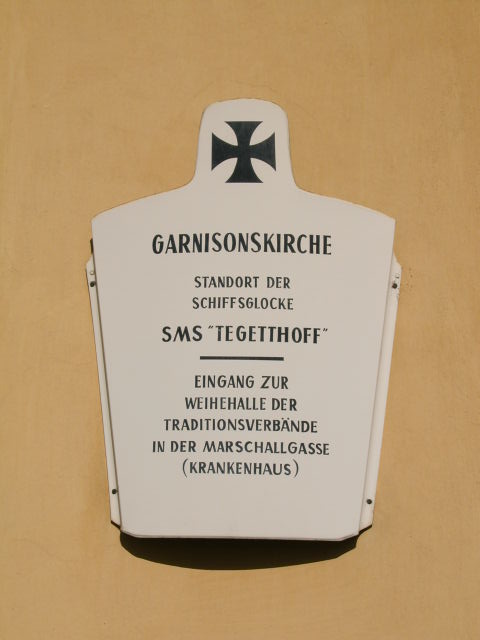 GARNISONSKIRCHE
STANDORT DER
SCHIFFSGLOCKE
SMS "TEGETTHOFF"
EINGANG ZUR
WEIHEHALLE DER
TRADITIONSVERBÄNDE
IN DER MARSCHALLGASSE
(KRANKENHAUS)